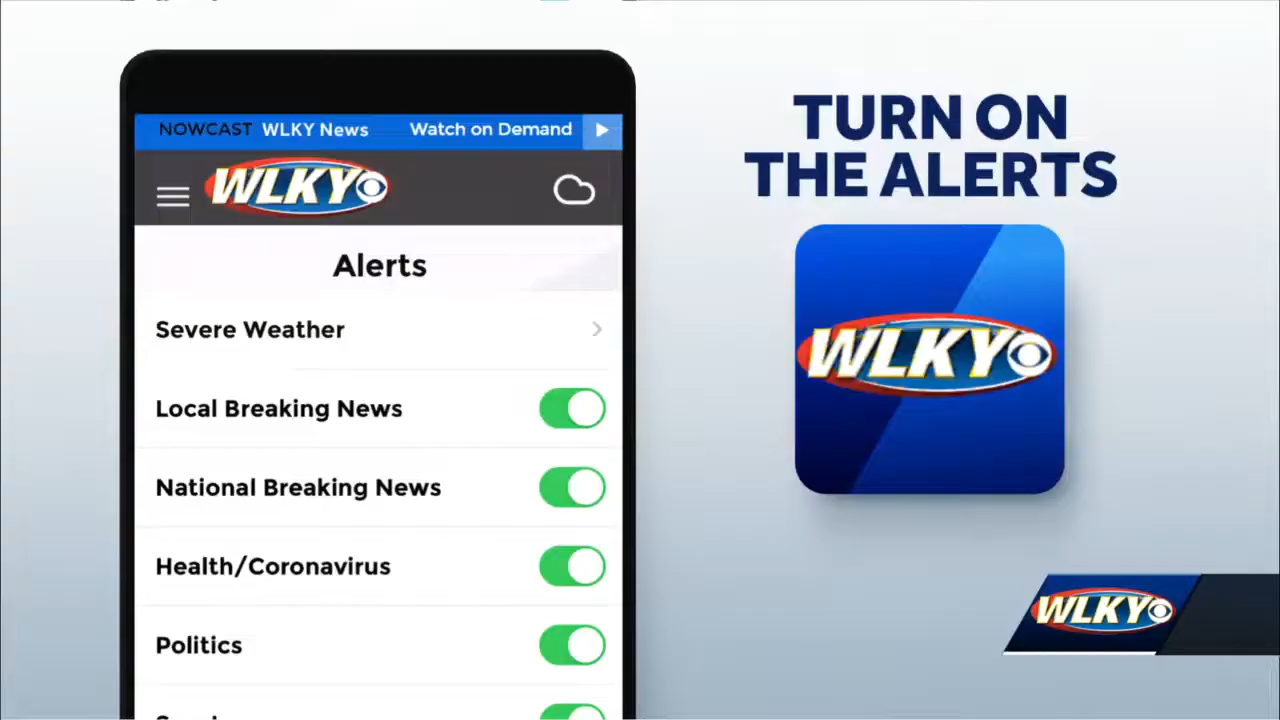 NOWCAST WLKY News Watch on Demand
WLKY
Alerts
Severe Weather
Local Breaking News
National Breaking News
Health/Coronavirus
Politics
TURN ON
THE ALERTS
WLKY
WLKY